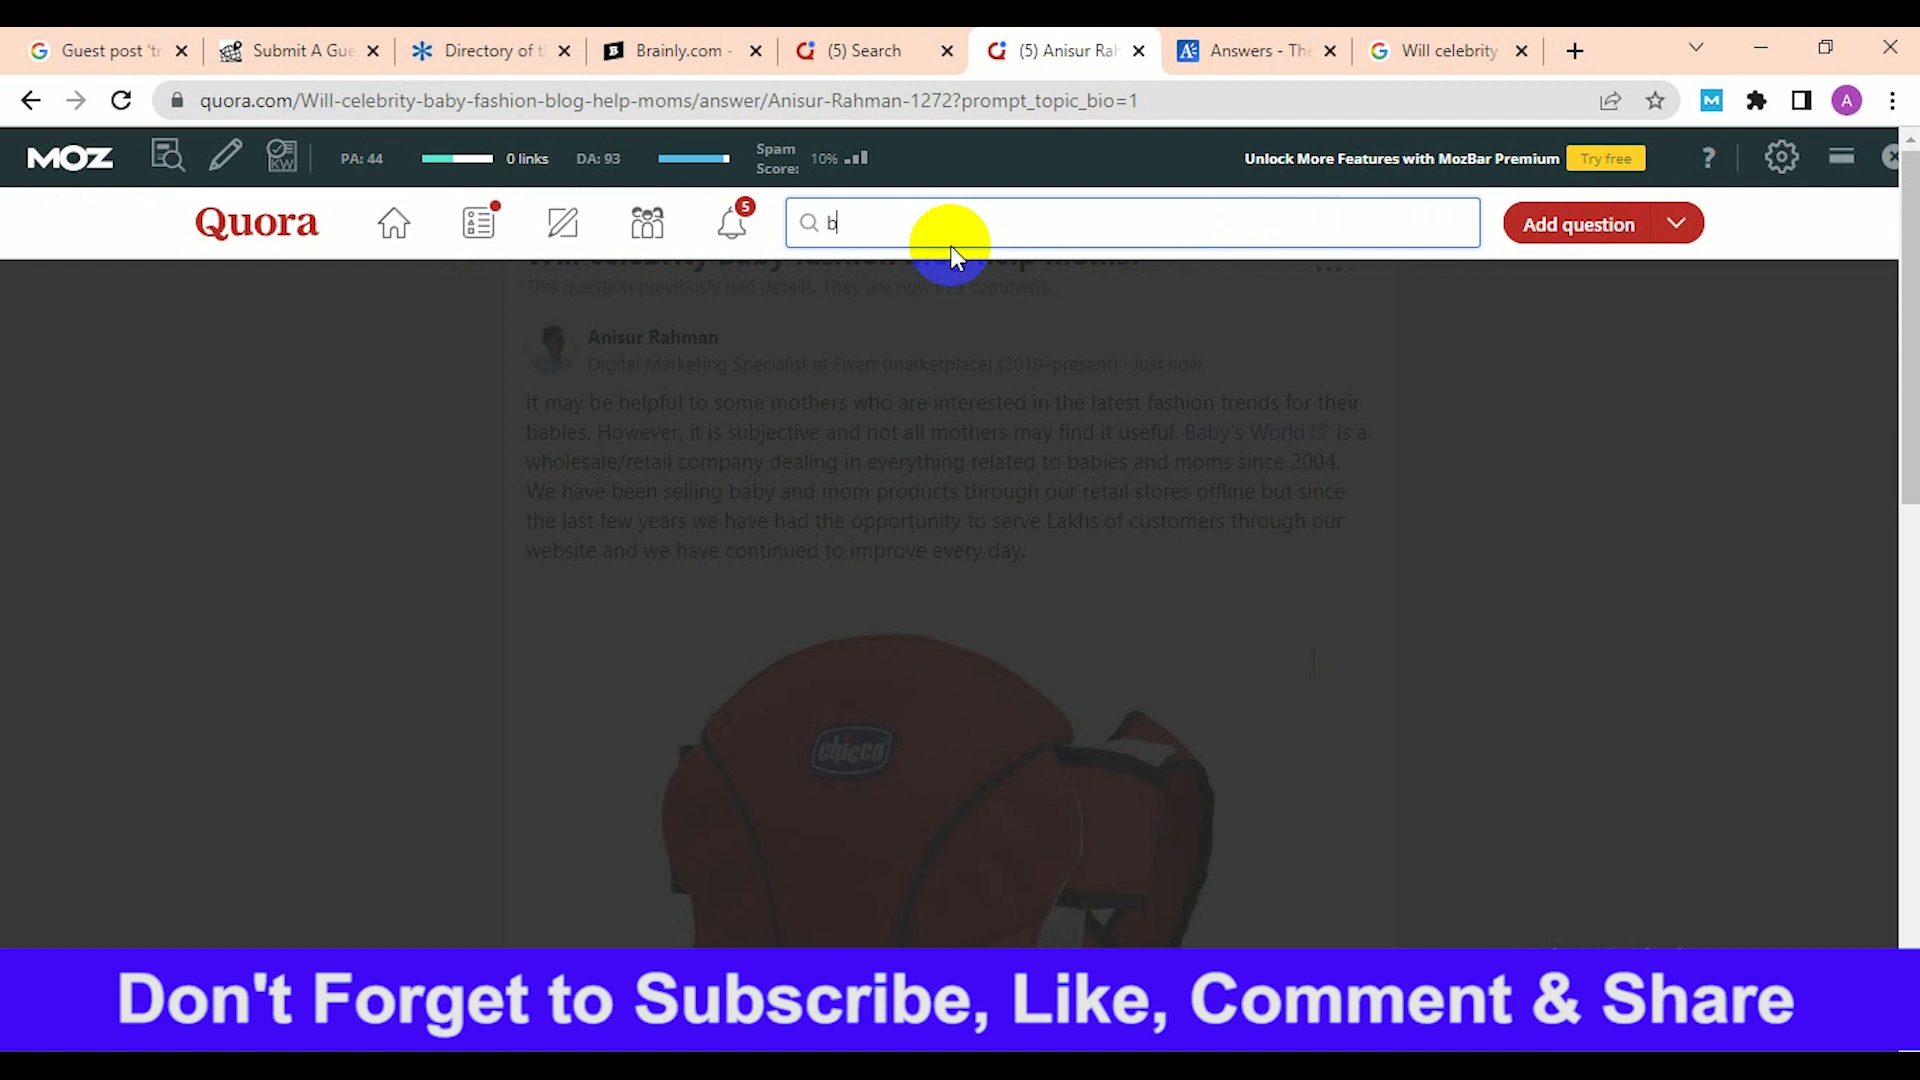 Guest post 'tr
Submit A Gue
Directory of t
Brainly.com -
(5) Search
(5) Anisur Rah
Answers - The
Will celebrity
quora.com/Will-celebrity-baby-fashion-blog-help-moms/answer/Anisur-Rahman-1272?prompt_topic_bio=1
M
A
MOZ
KW
PA: 44
0 links
DA: 93
Spam Score:
10%
Unlock More Features with MozBar Premium
Try free
?
Quora
5
b
Add question
This question previously had details. They are now in a comment.
Anisur Rahman
Digital Marketing Specialist at Fiverr (marketplace) (2019–present) · Just now
It may be helpful to some mothers who are interested in the latest fashion trends for their
babies. However, it is subjective and not all mothers may find it useful. Baby's World is a
wholesale/retail company dealing in everything related to babies and moms since 2004.
We have been selling baby and mom products through our retail stores offline but since
the last few years we have had the opportunity to serve Lakhs of customers through our
website and we have continued to improve every day.
chicco
Don't Forget to Subscribe, Like, Comment & Share